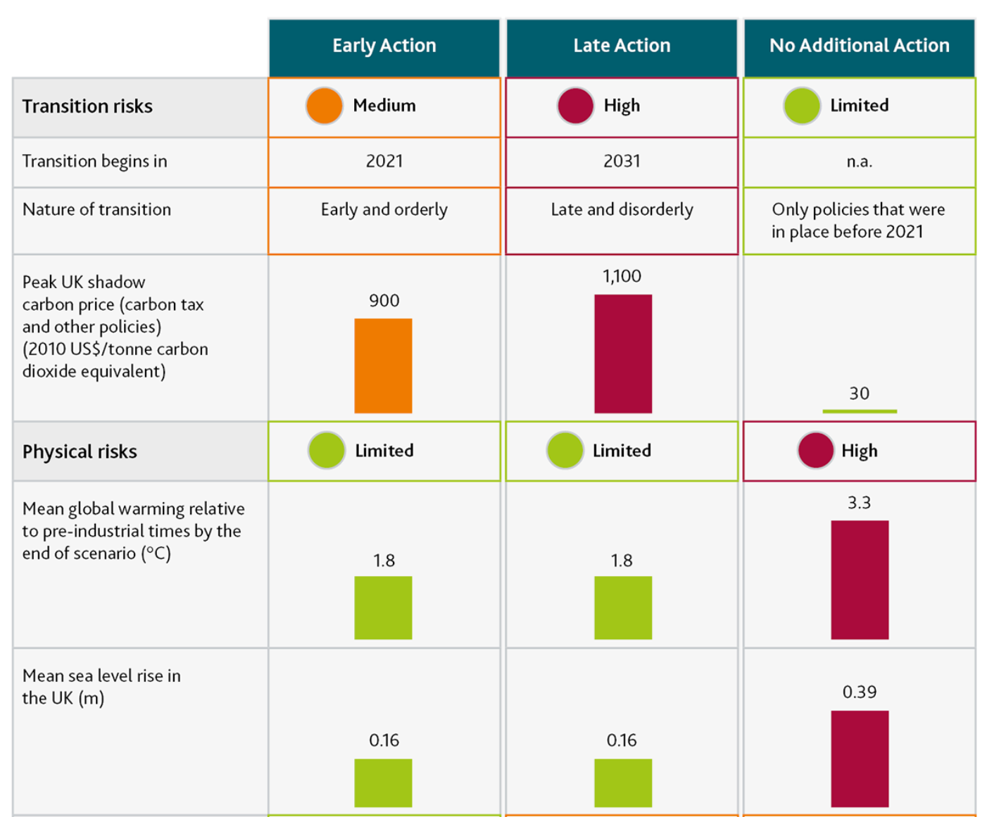 Early Action
Late Action
No Additional Action
Transition risks
Medium
High
Limited
Transition begins in
2021
2031
n.a.
Nature of transition
Early and orderly
Late and disorderly
Only policies that were
in place before 2021
Peak UK shadow
carbon price (carbon tax
and other policies)
(2010 US$/tonne carbon
dioxide equivalent)
900
1,100
30
Physical risks
Limited
Limited
High
Mean global warming relative
to pre-industrial times by the
end of scenario (°C)
1.8
1.8
3.3
Mean sea level rise in
the UK (m)
0.16
0.16
0.39